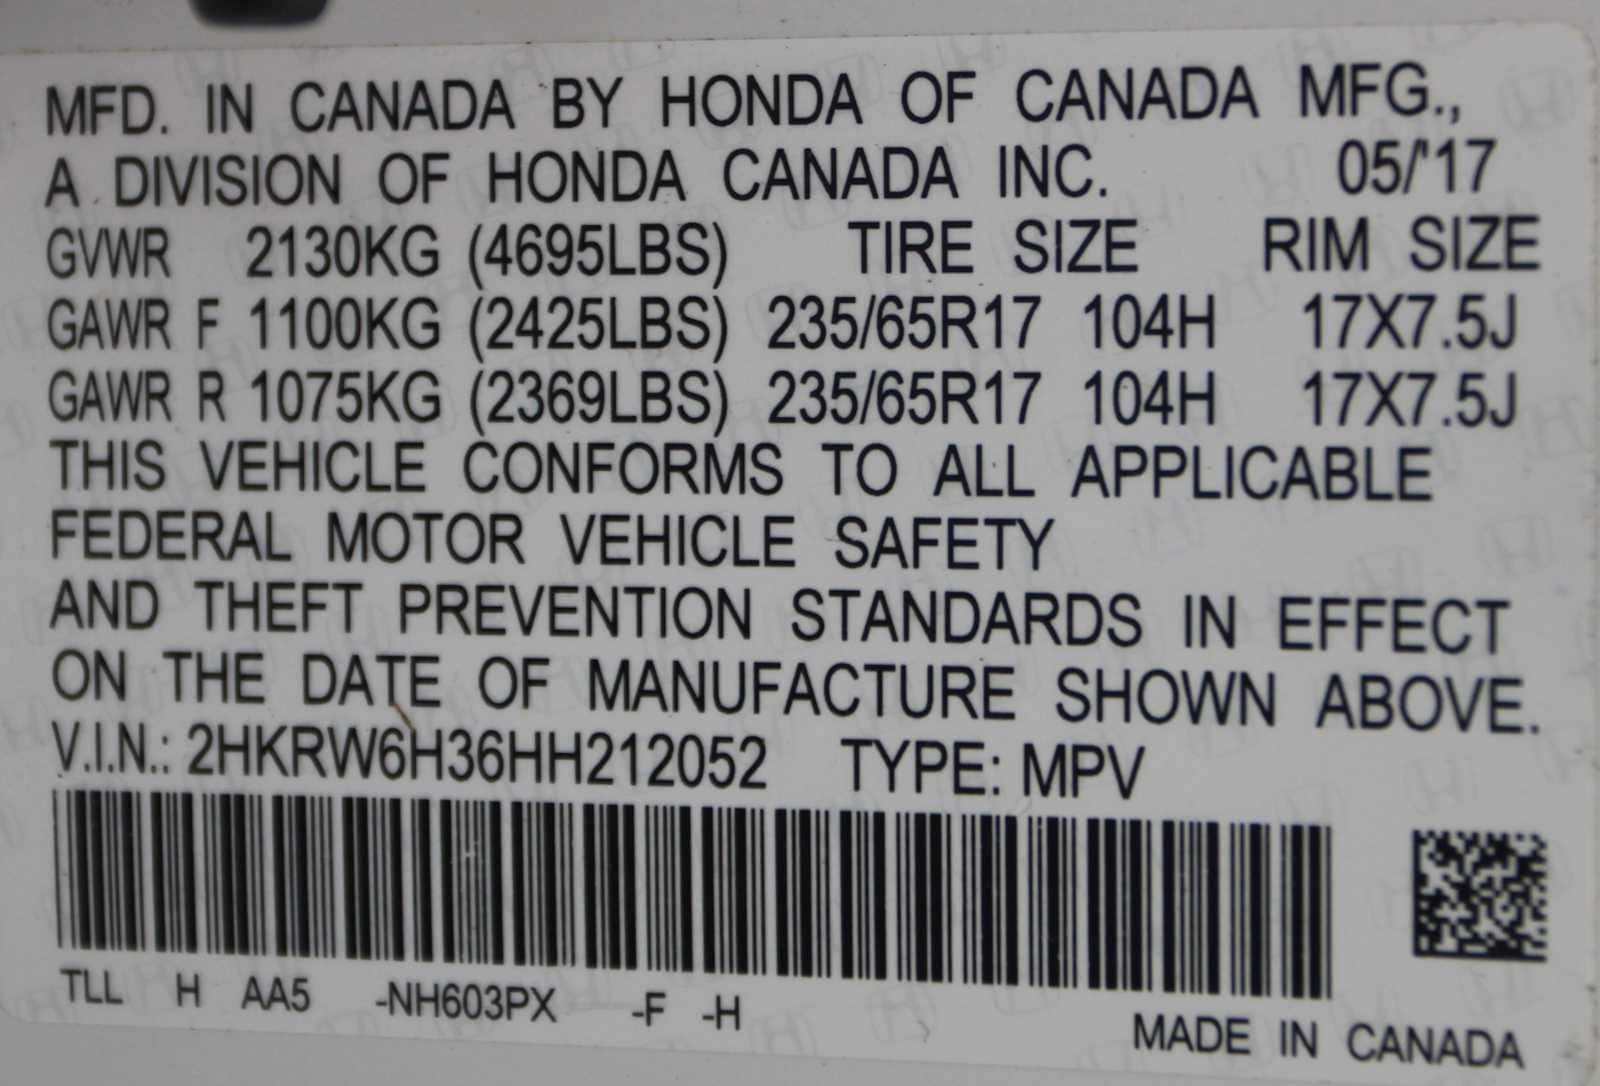 MFD. IN CANADA BY HONDA OF CANADA MFG.,
A DIVISION OF HONDA CANADA INC. 05/'17
GVWR 2130KG (4695LBS) TIRE SIZE RIM SIZE
GAWR F 1100KG (2425LBS) 235/65R17 104H 17X7.5J
GAWR R 1075KG (2369LBS) 235/65R17 104H 17X7.5J
THIS VEHICLE CONFORMS TO ALL APPLICABLE
FEDERAL MOTOR VEHICLE SAFETY
AND THEFT PREVENTION STANDARDS IN EFFECT
ON THE DATE OF MANUFACTURE SHOWN ABOVE.
V.I.N.: 2HKRW6H36HH212052 TYPE: MPV
TLL H AA5 -NH603PX -F -H
MADE IN CANADA